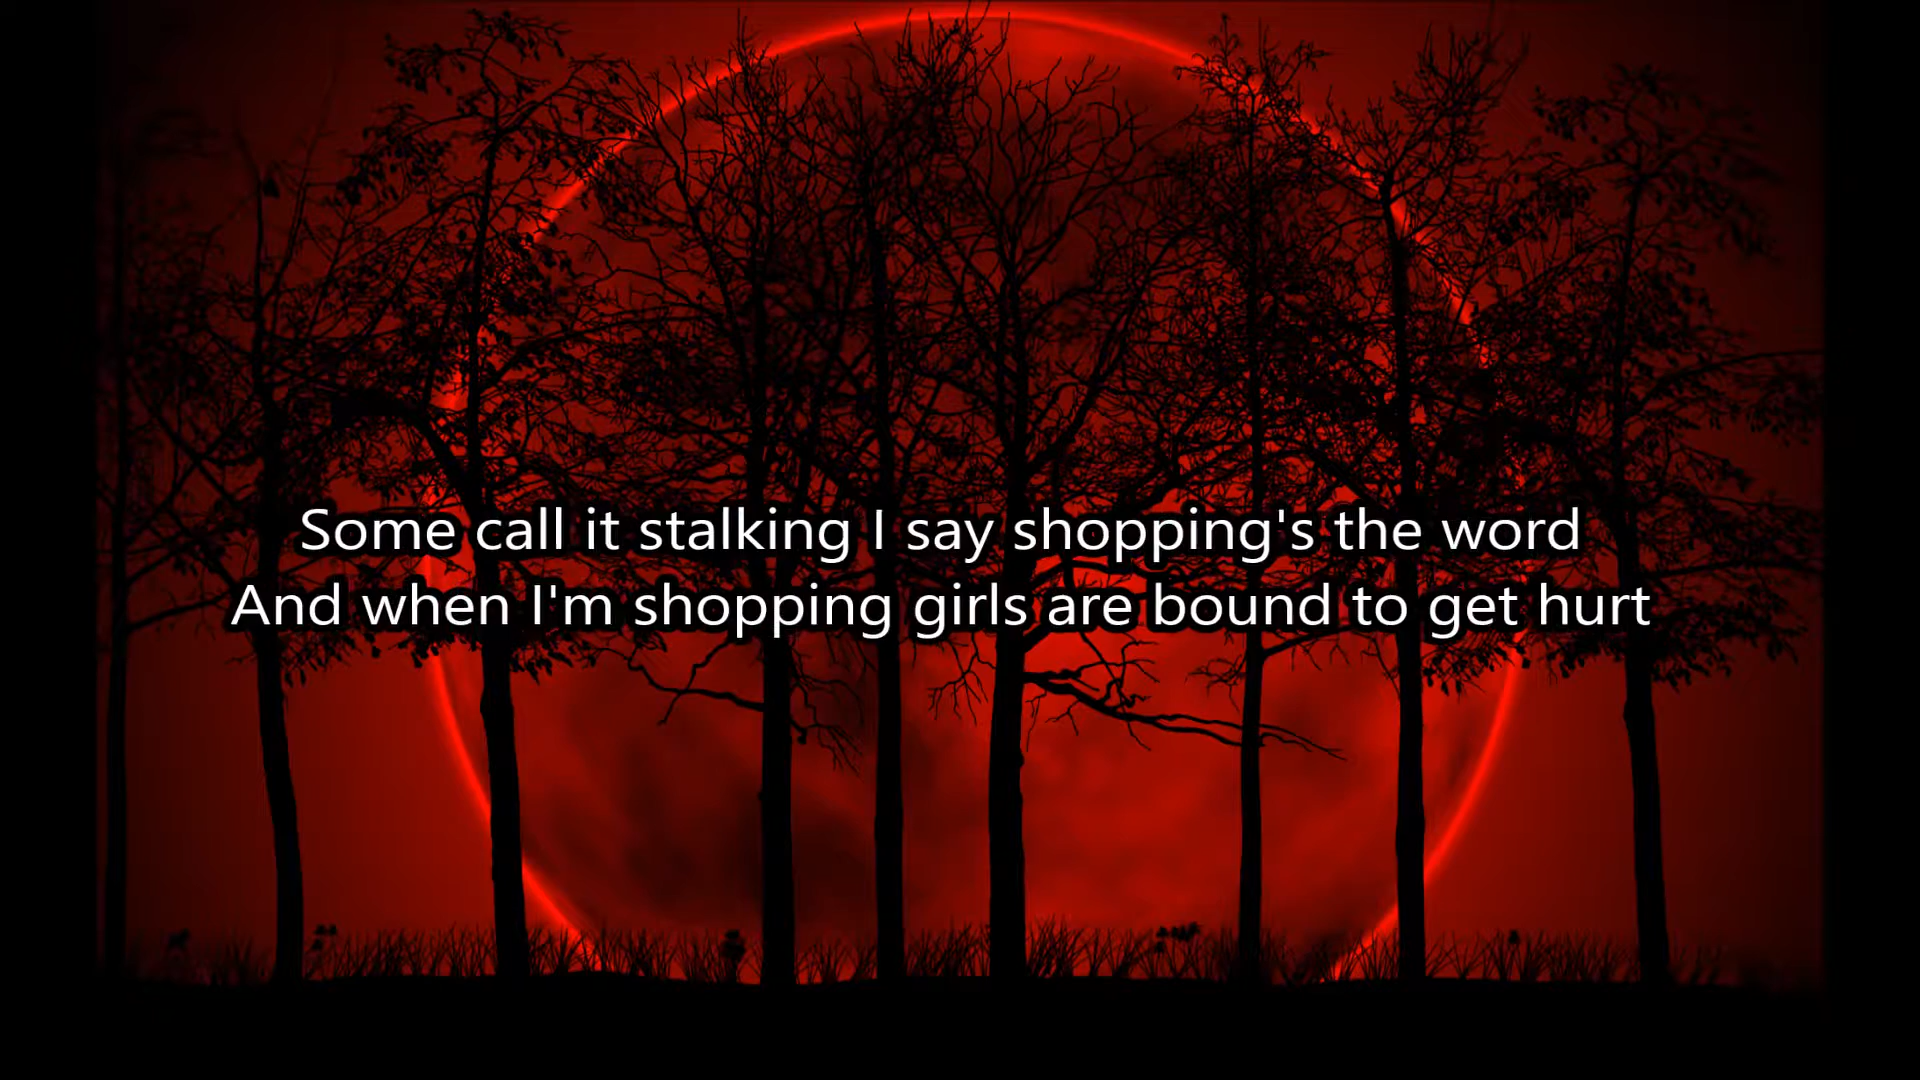 Some call it stalking I say shopping's the word
And when I'm shopping girls are bound to get hurt